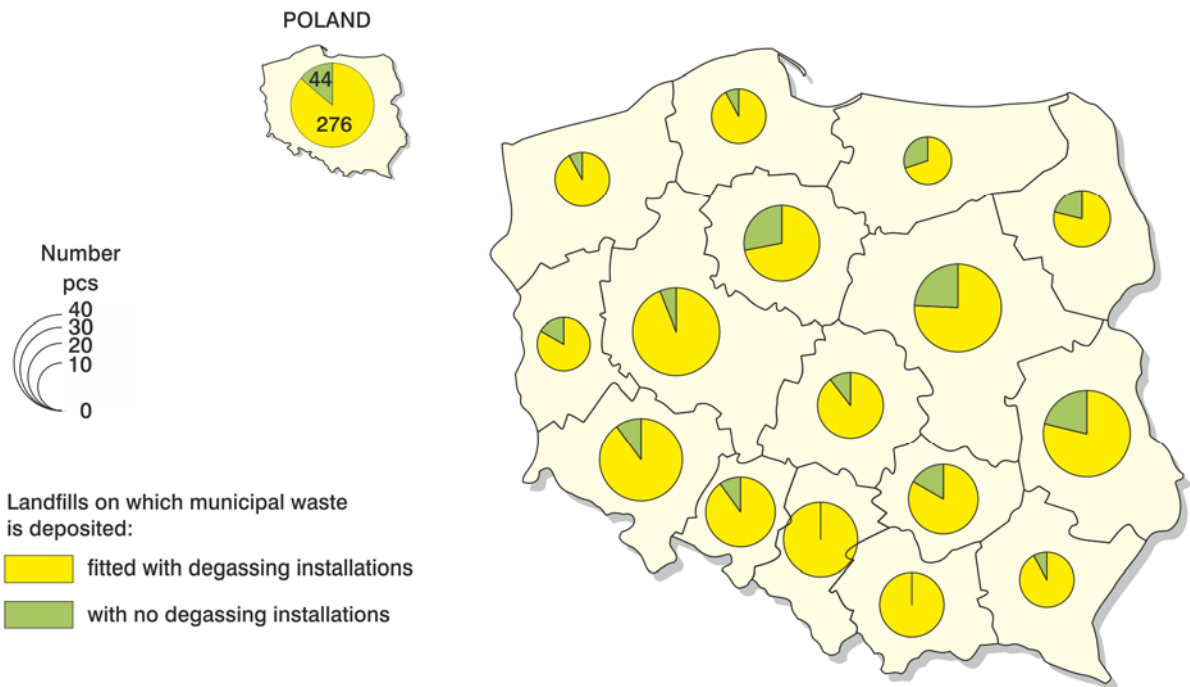 POLAND
44
276
Number
pcs
40
30
20
10
0
Landfills on which municipal waste
is deposited:
fitted with degassing installations
with no degassing installations